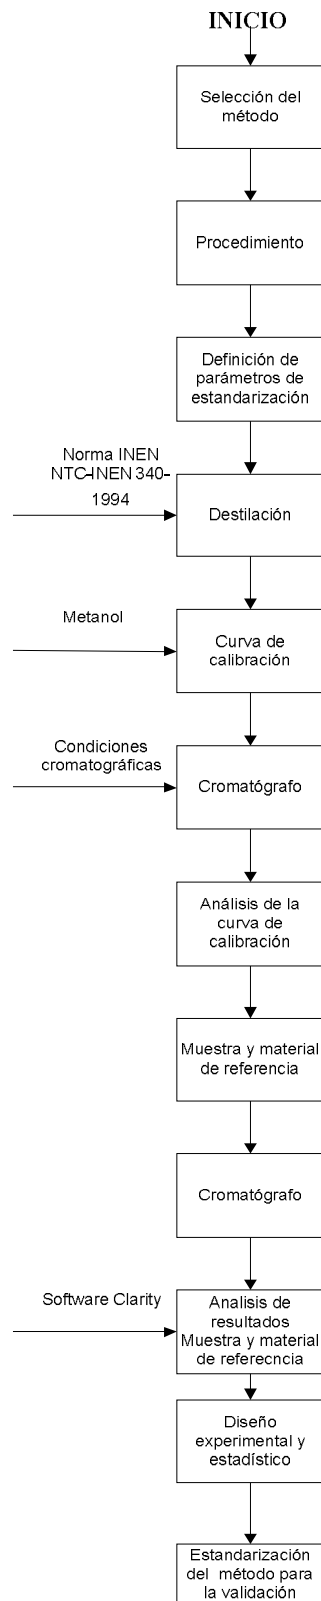 INICIO
Selección del
método
Procedimiento
Definición de
parámetros de
estandarización
Norma INEN
NTC-INEN 340-
1994
Destilación
Metanol
Curva de
calibración
Condiciones
cromatográficas
Cromatógrafo
Análisis de la
curva de
calibración
Muestra y material
de referencia
Cromatógrafo
Software Clarity
Analisis de
resultados
Muestra y material
de referecncia
Diseño
experimental y
estadístico
Estandarización
del método para
la validación